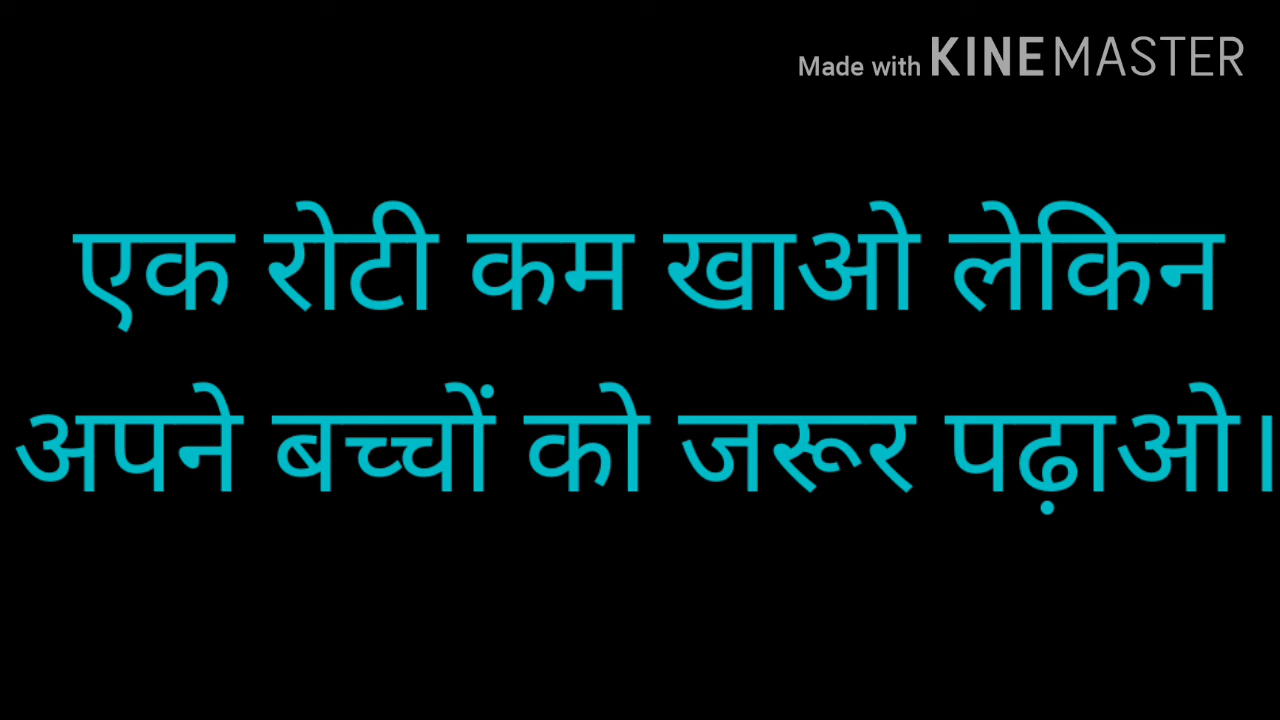 Made with KINEMASTER
एक रोटी कम खाओ लेकिन
अपने बच्चों को जरूर पढ़ाओ।